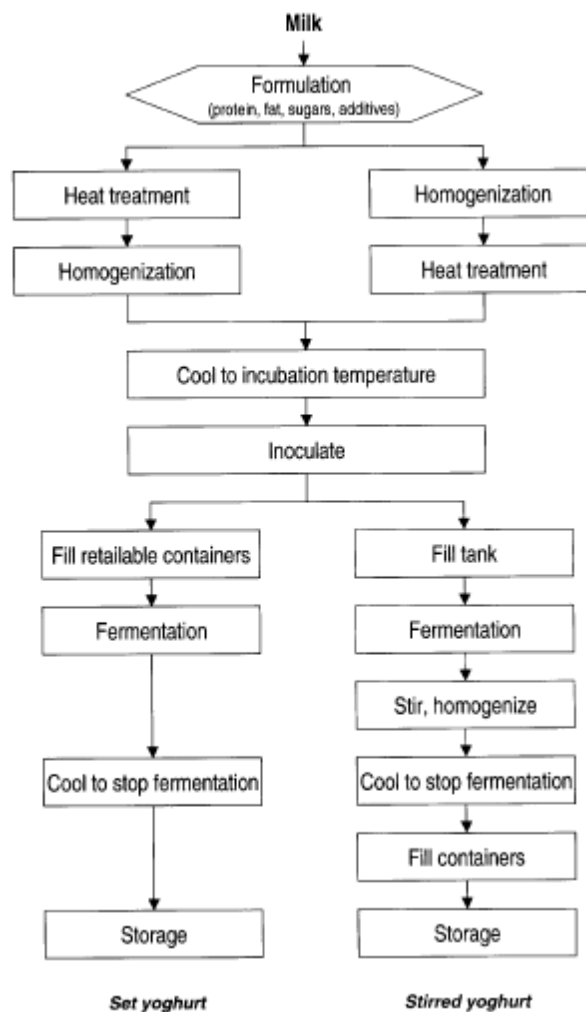 Milk
Formulation
(protein, fat, sugars, additives)
Heat treatment
Homogenization
Homogenization
Heat treatment
Cool to incubation temperature
Inoculate
Fill retailable containers
Fermentation
Cool to stop fermentation
Storage
Set yoghurt
Fill tank
Fermentation
Stir, homogenize
Cool to stop fermentation
Fill containers
Storage
Stirred yoghurt